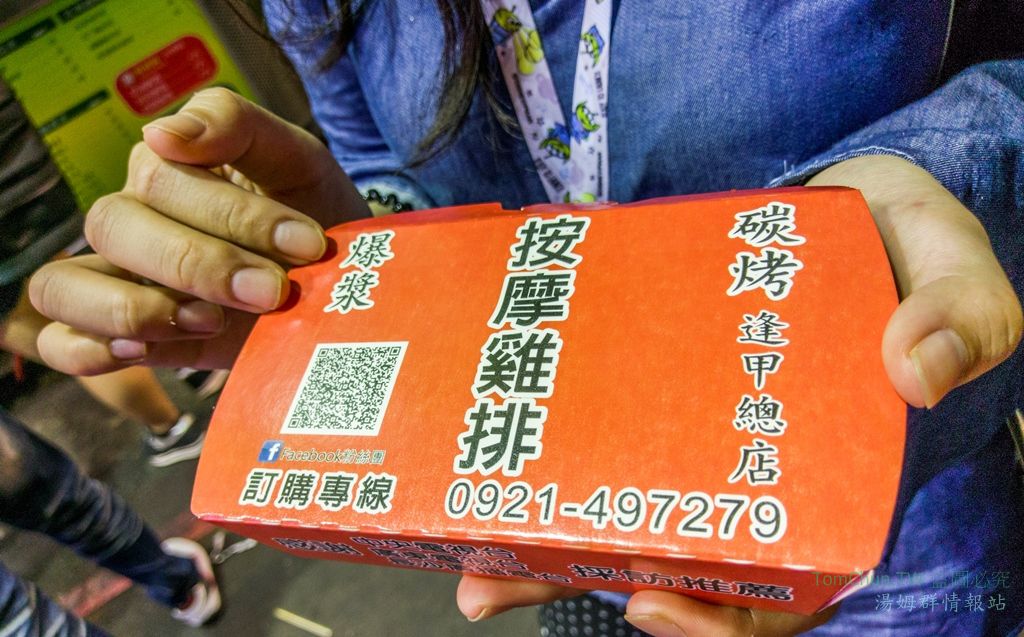 碳烤
逢甲總店
按摩雞排
爆漿
Facebook粉絲團
訂購專線
0921-497279
採訪推薦
湯姆群情報站